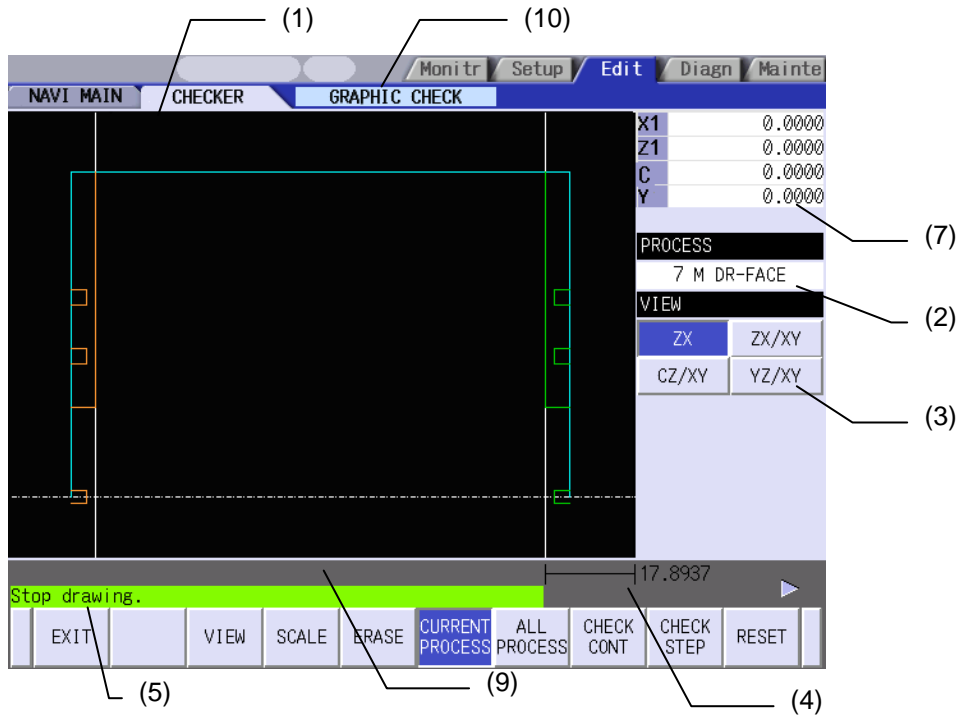 (1) (10)
Monitr Setup Edit Diagn Mainte
NAVI MAIN CHECKER GRAPHIC CHECK
X1 0.0000
Z1 0.0000
C 0.0000
Y 0.0000
(7)
PROCESS
7 M DR-FACE
(2)
VIEW
ZX ZX/XY
CZ/XY YZ/XY
(3)
17.8937
Stop drawing.
EXIT VIEW SCALE ERASE CURRENT PROCESS ALL PROCESS CHECK CONT CHECK STEP RESET
(5) (9) (4)